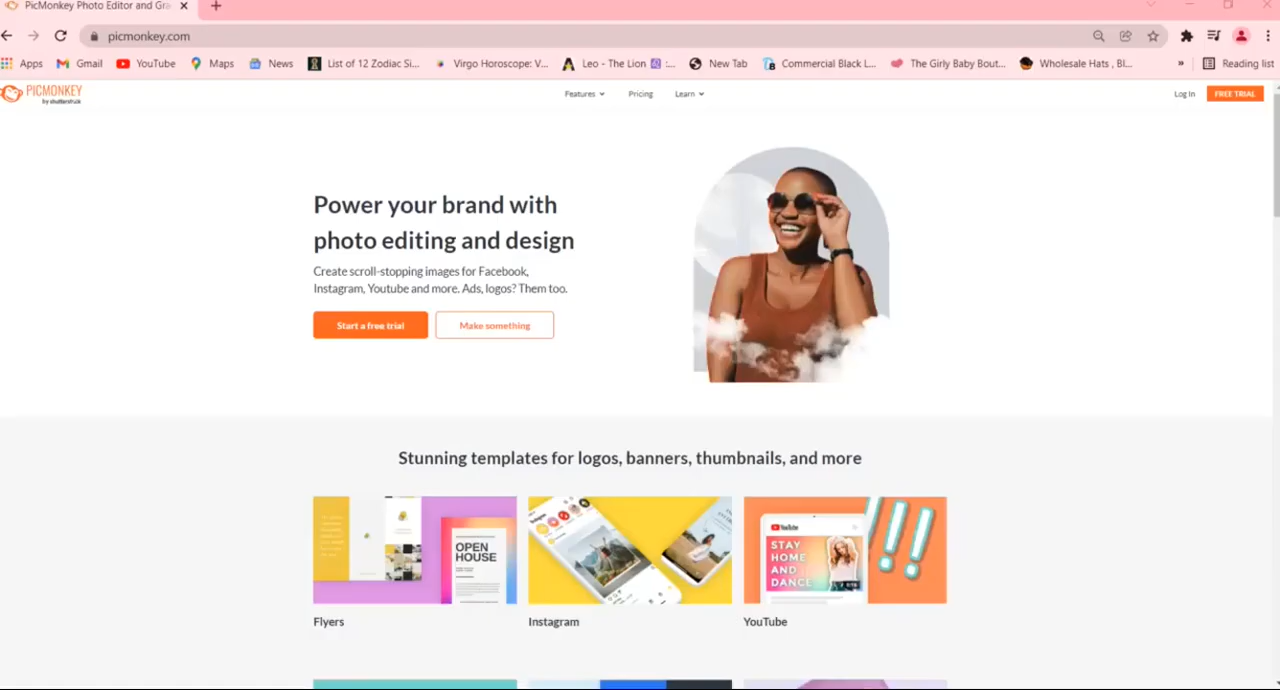 PicMonkey Photo Editor and Gra
picmonkey.com
Apps
Gmail
YouTube
Maps
News
List of 12 Zodiac Si...
Virgo Horoscope: V...
Leo - The Lion ♌ :...
New Tab
Commercial Black L...
The Girly Baby Bout...
Wholesale Hats , Bl...
»
Reading list
PICMONKEY
by shutterstock
Features
Pricing
Learn
Log In
FREE TRIAL
Power your brand with
photo editing and design
Create scroll-stopping images for Facebook,
Instagram, Youtube and more. Ads, logos? Them too.
Start a free trial
Make something
Stunning templates for logos, banners, thumbnails, and more
OPEN
HOUSE
Instagram
YouTube
STAY
HOME
AND
DANCE
!!
Flyers
Instagram
YouTube